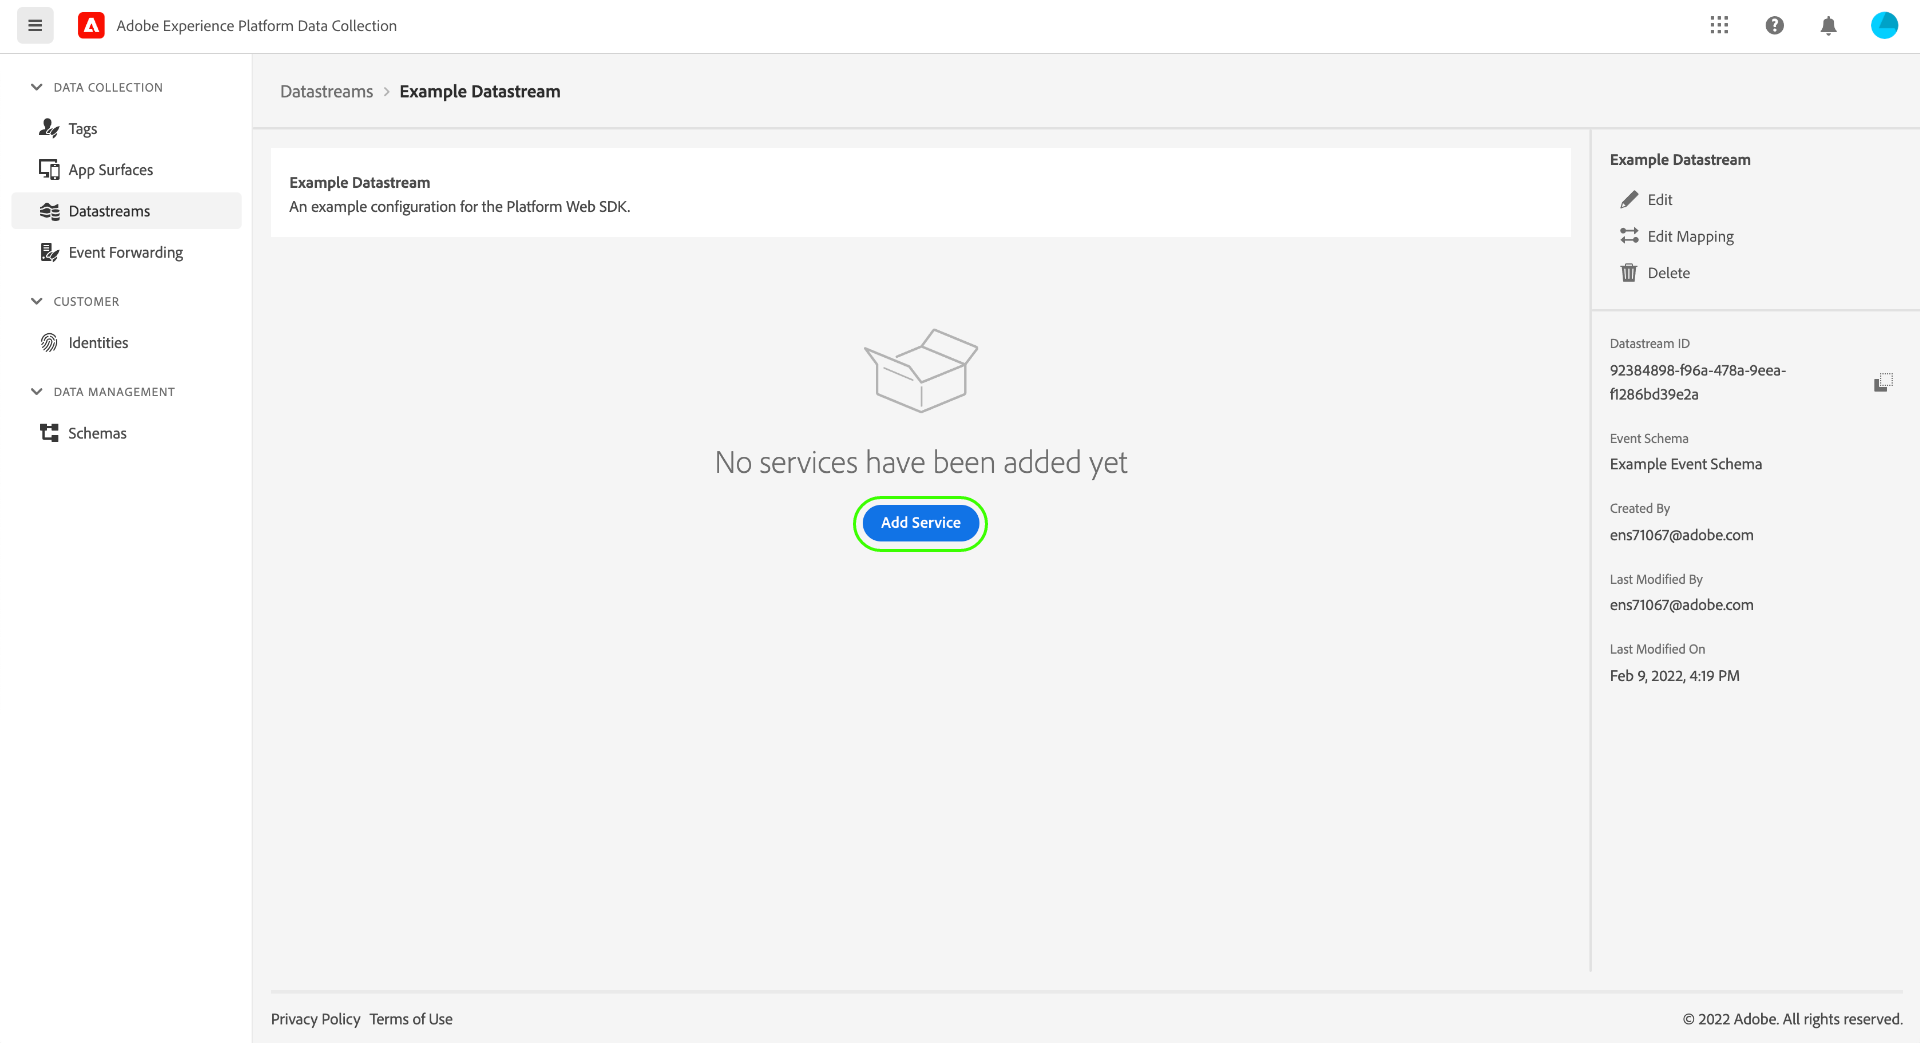 Adobe Experience Platform Data Collection
DATA COLLECTION
Tags
App Surfaces
Datastreams
Event Forwarding
CUSTOMER
Identities
DATA MANAGEMENT
Schemas
Datastreams > Example Datastream
Example Datastream
An example configuration for the Platform Web SDK.
No services have been added yet
Add Service
Example Datastream
Edit
Edit Mapping
Delete
Datastream ID
92384898-f96a-478a-9eea-
f1286bd39e2a
Event Schema
Example Event Schema
Created By
ens71067@adobe.com
Last Modified By
ens71067@adobe.com
Last Modified On
Feb 9, 2022, 4:19 PM
Privacy Policy Terms of Use
© 2022 Adobe. All rights reserved.